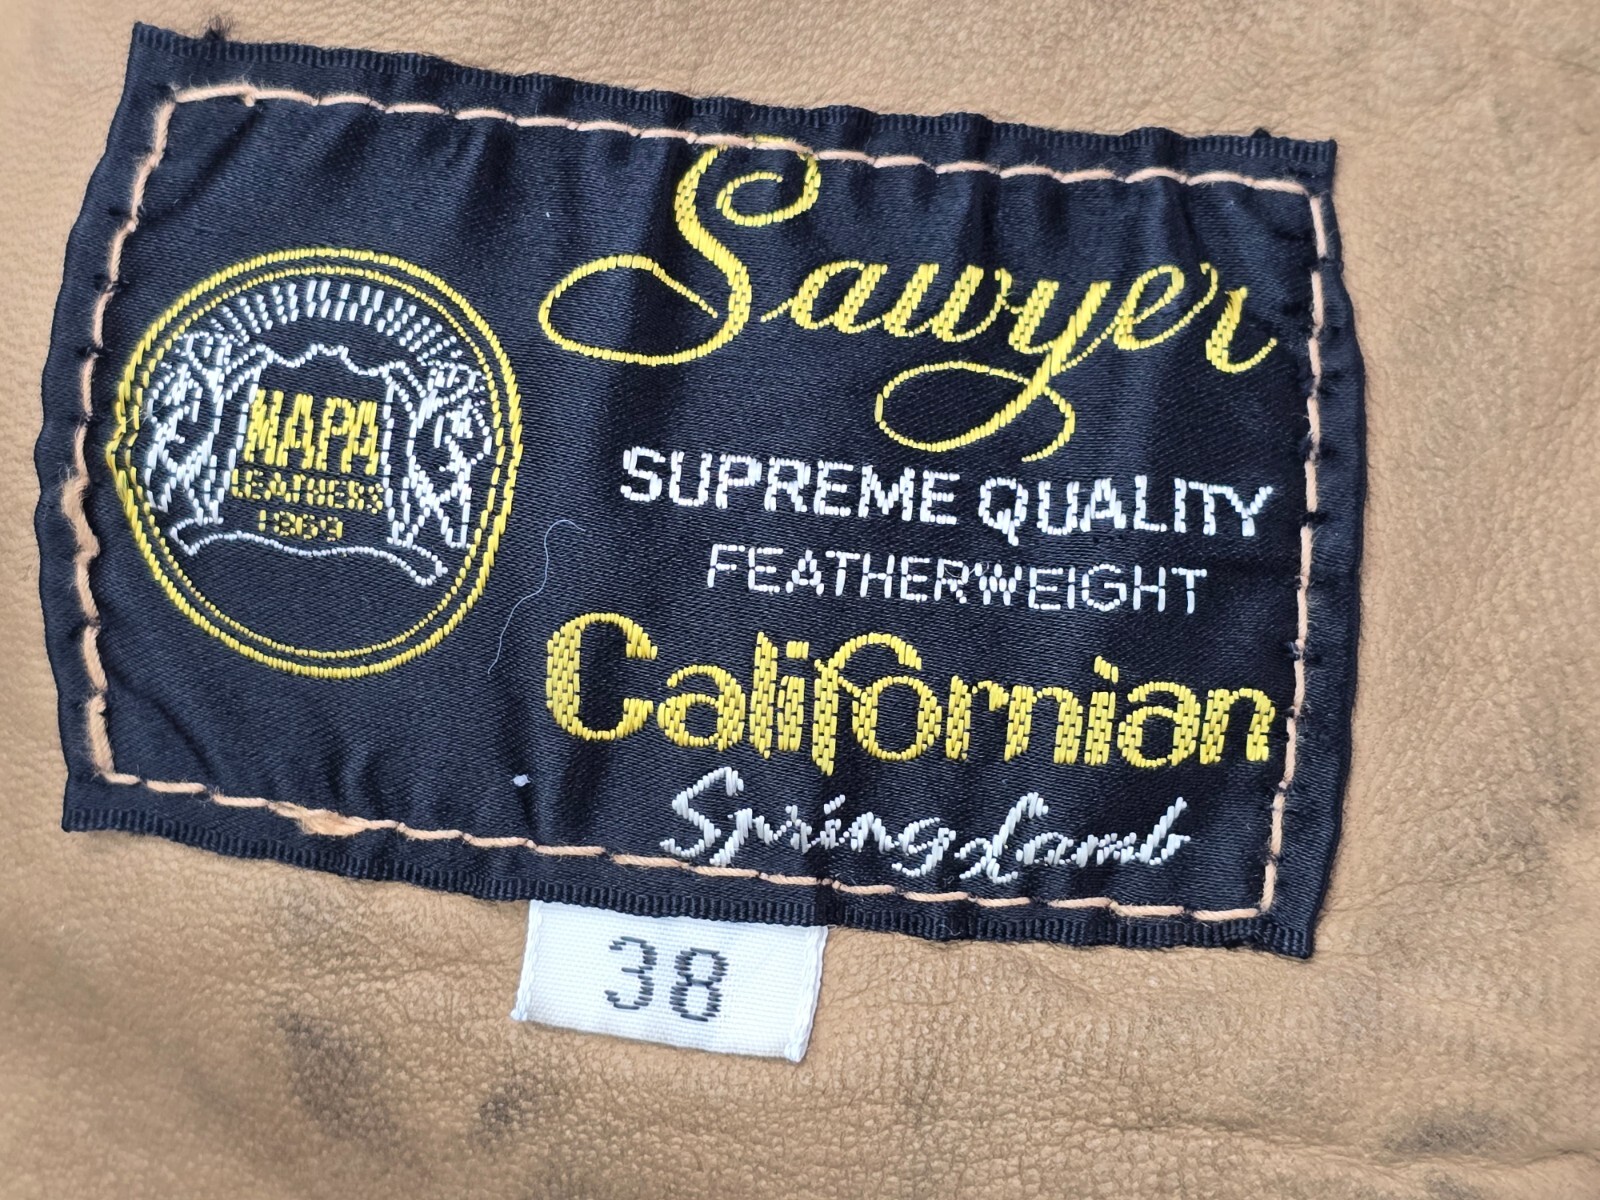 NAPA
LEATHERS
1869
Sawyer
SUPREME QUALITY
FEATHERWEIGHT
Californian
Spring Lamb
38